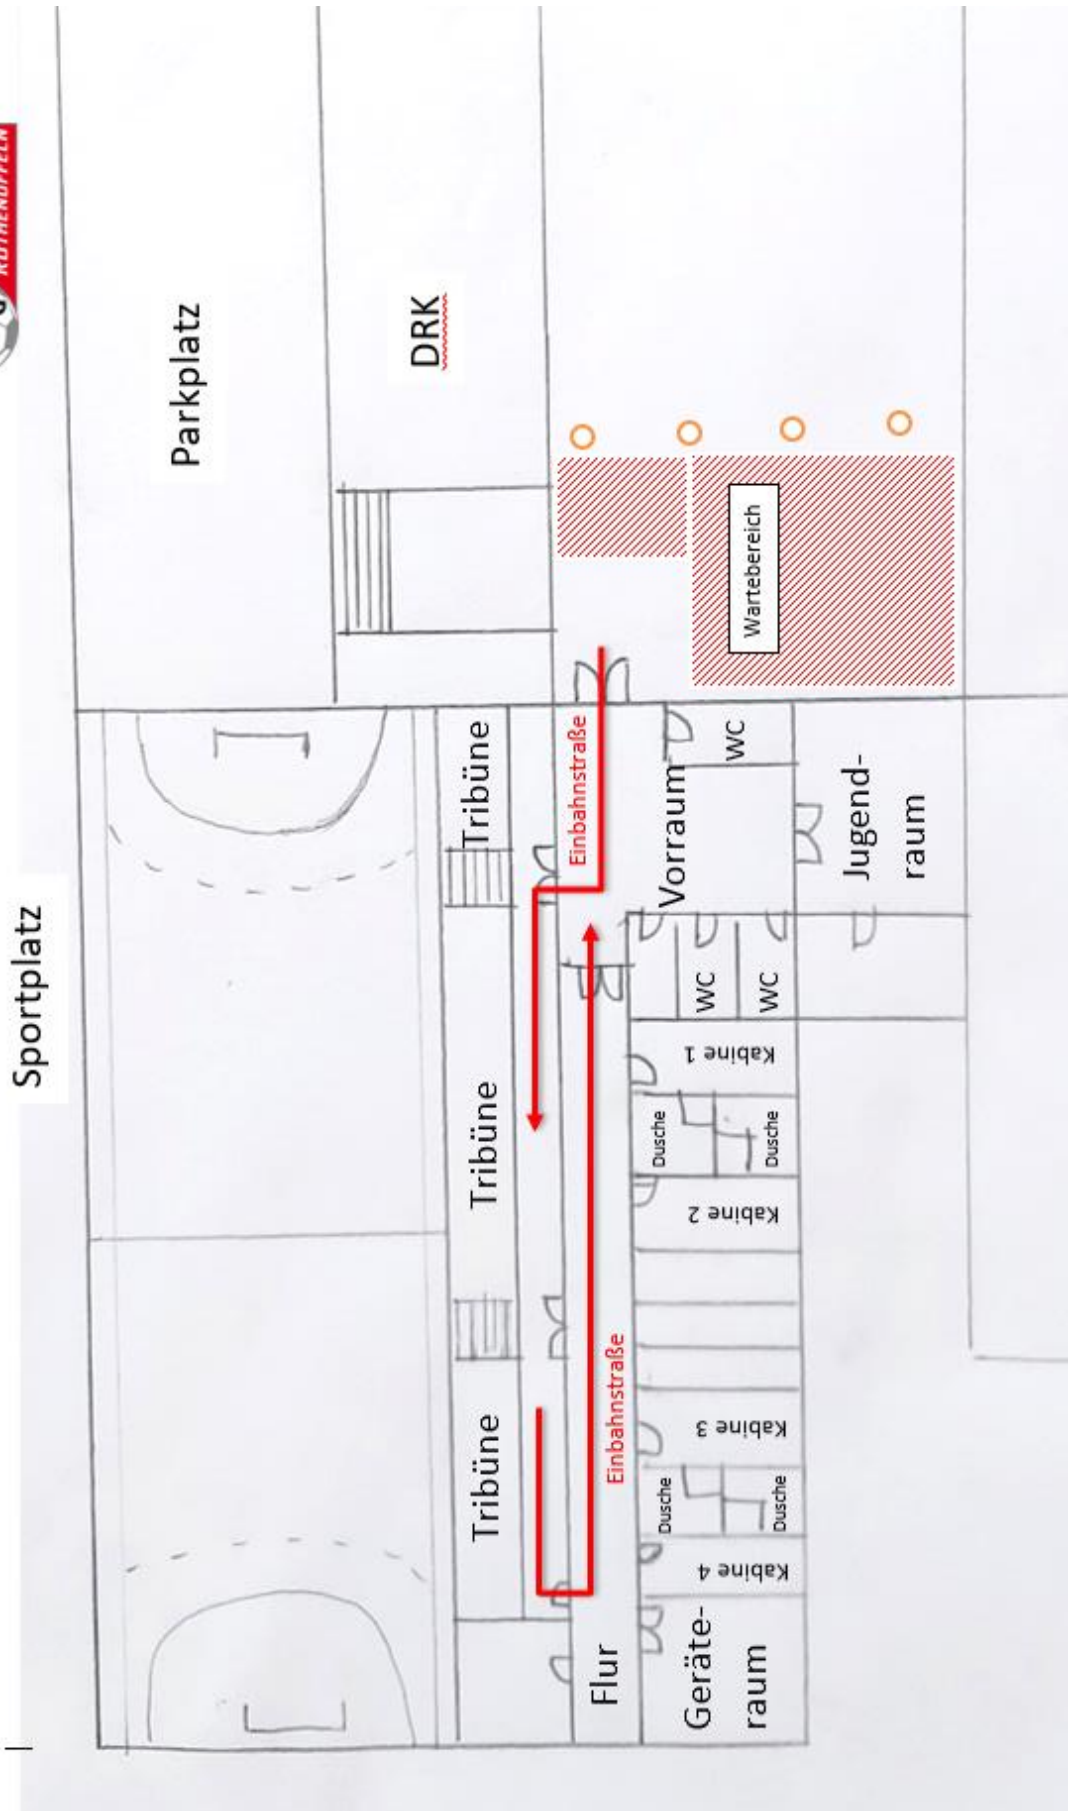 Sportplatz
ROTHENUFFELN
Parkplatz
DRK
Tribüne
Tribüne
Tribüne
Einbahnstraße
Einbahnstraße
Wartebereich
Flur
Vorraum
WC
WC
WC
Jugend-
raum
Kabine 1
Dusche
Dusche
Kabine 2
Kabine 3
Dusche
Dusche
Kabine 4
Geräte-
raum